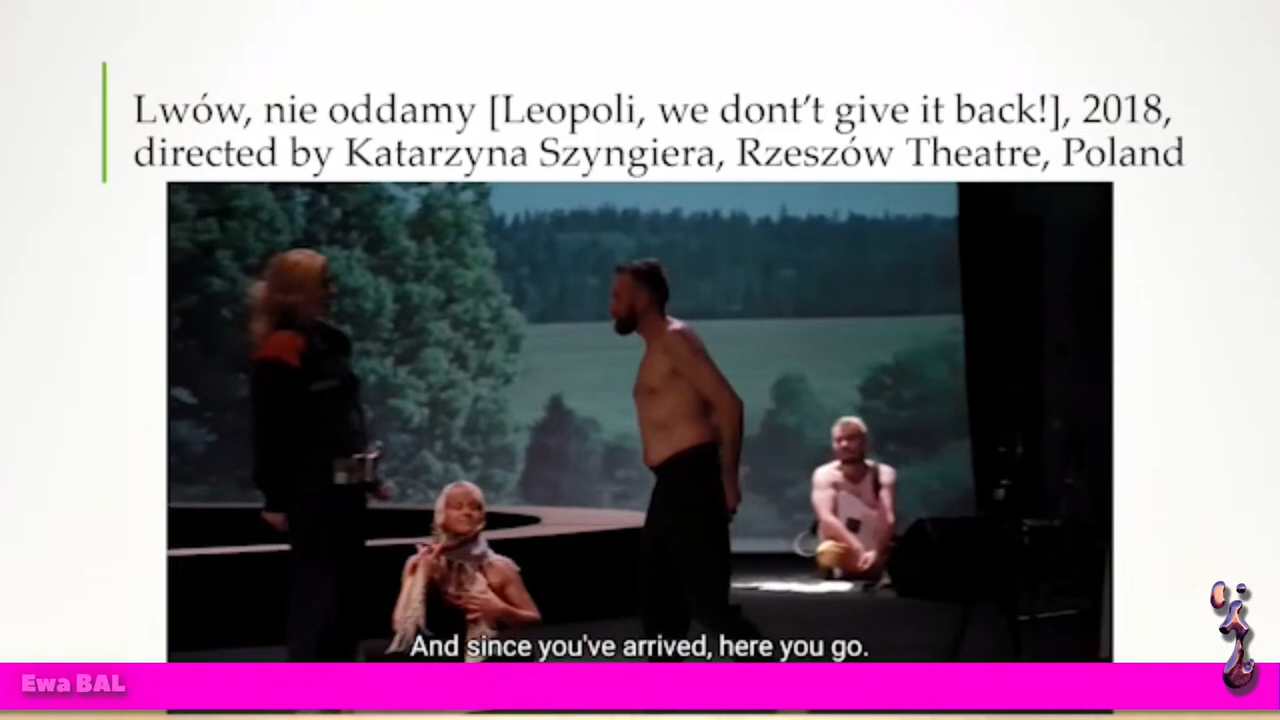 Lwów, nie oddamy [Leopoli, we dont’t give it back!], 2018,
directed by Katarzyna Szyngiera, Rzeszów Theatre, Poland
And since you've arrived, here you go.
Ewa BAL